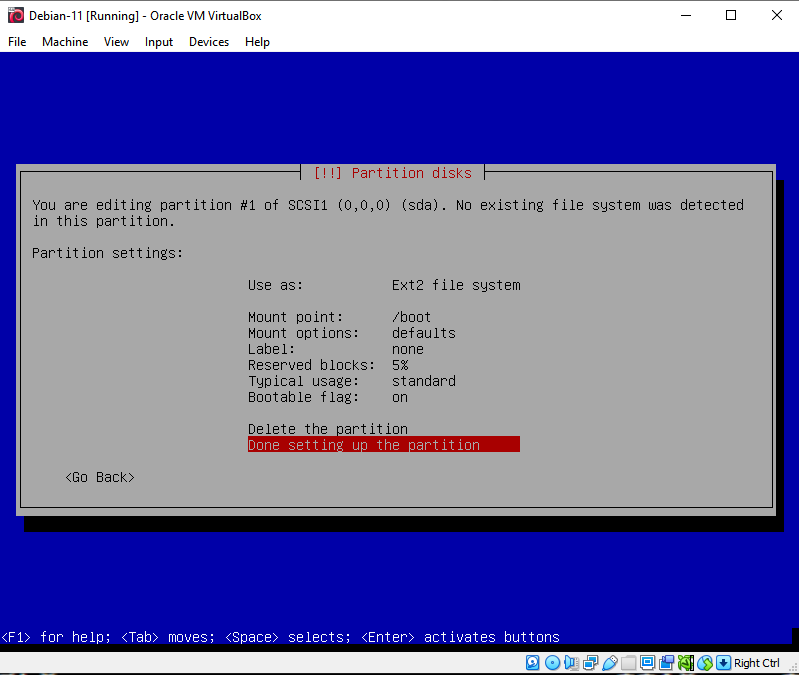 Debian-11 [Running] - Oracle VM VirtualBox
File Machine View Input Devices Help
[!!] Partition disks
You are editing partition #1 of SCSI1 (0,0,0) (sda). No existing file system was detected
in this partition.
Partition settings:
Use as: Ext2 file system
Mount point: /boot
Mount options: defaults
Label: none
Reserved blocks: 5%
Typical usage: standard
Bootable flag: on
Delete the partition
Done setting up the partition
<Go Back>
<F1> for help; <Tab> moves; <Space> selects; <Enter> activates buttons
Right Ctrl